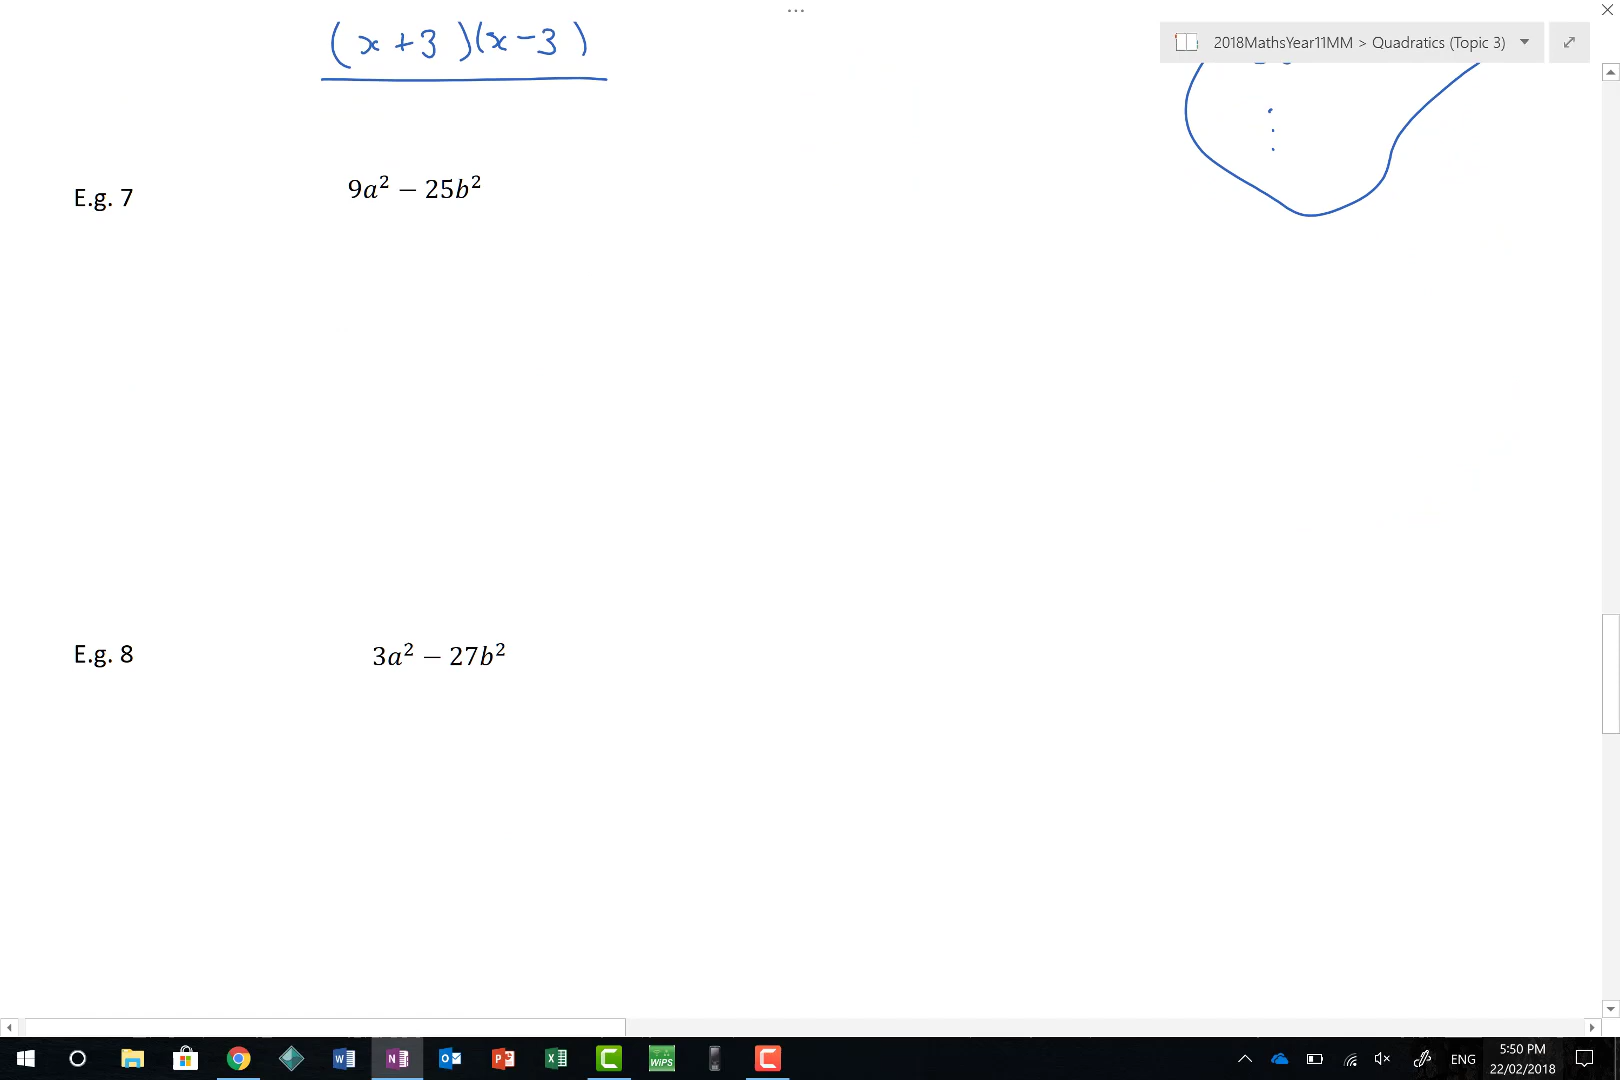 (x+3)(x-3)
2018MathsYear11MM > Quadratics (Topic 3)
E.g. 7
9a² − 25b²
E.g. 8
3a² − 27b²
WiPS
ENG
5:50 PM
22/02/2018